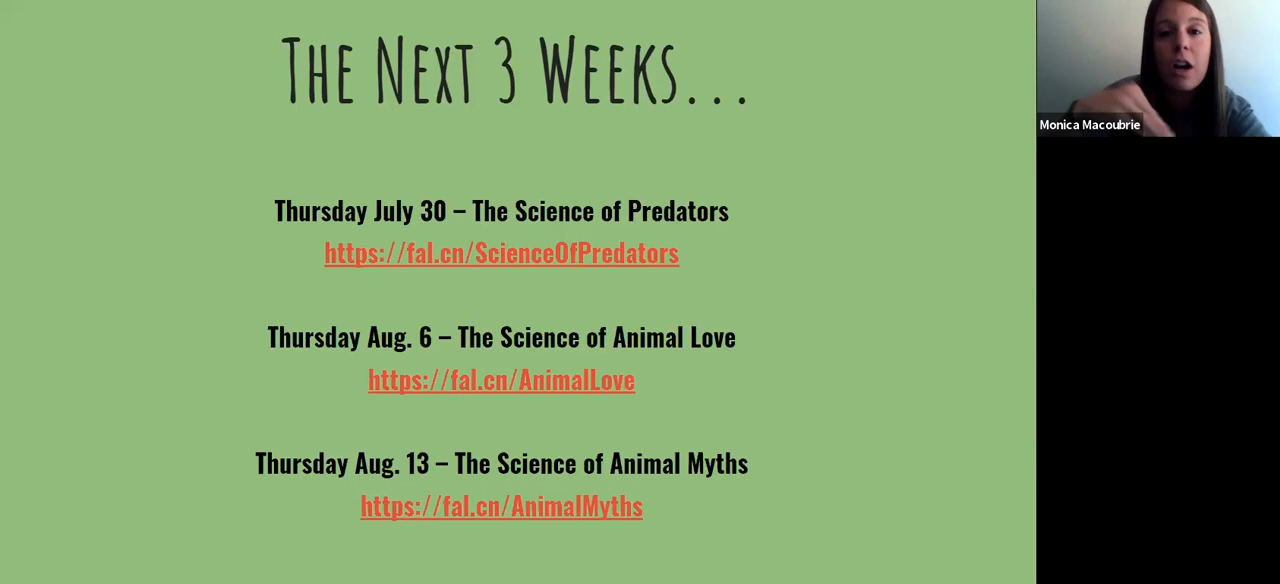 The Next 3 Weeks...
Monica Macoubrie
Thursday July 30 – The Science of Predators
https://fal.cn/ScienceOfPredators
Thursday Aug. 6 – The Science of Animal Love
https://fal.cn/AnimalLove
Thursday Aug. 13 – The Science of Animal Myths
https://fal.cn/AnimalMyths